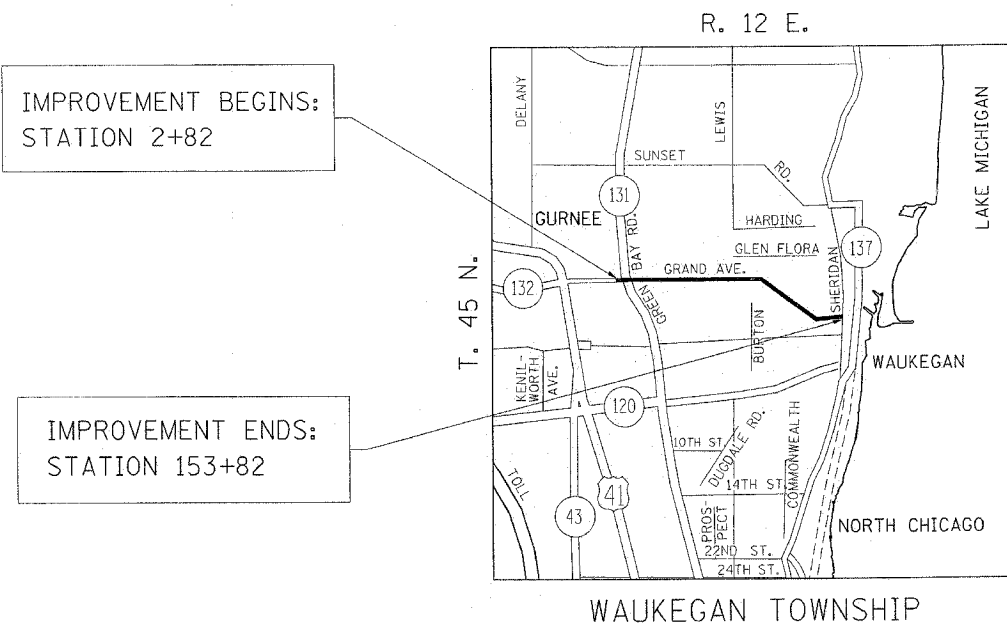 R. 12 E.
IMPROVEMENT BEGINS:
STATION 2+82
DELANY
LEWIS
LAKE MICHIGAN
SUNSET
RD.
131
GURNEE
BAY RD.
HARDING
GLEN FLORA
137
GRAND AVE.
SHERIDAN
132
GREEN
T. 45 N.
BURTON
WAUKEGAN
KENIL-
WORTH
AVE.
120
IMPROVEMENT ENDS:
STATION 153+82
10TH ST.
DUGDALE RD.
COMMONWEALTH
14TH ST.
TOLL
41
43
PROS-
PECT
NORTH CHICAGO
22ND ST.
24TH ST.
WAUKEGAN TOWNSHIP